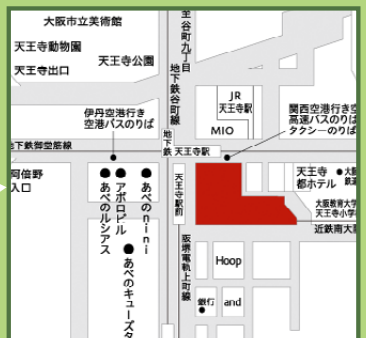 大阪市立美術館
天王寺動物園
天王寺公園
天王寺出口
至谷町九丁目
地下鉄谷町線
JR
天王寺駅
MIO
伊丹空港行き
空港バスのりば
関西空港行き空
高速バスのりば
タクシーのりば
地下鉄御堂筋線
地下鉄
天王寺駅
阿倍野
入口
あべのルシアス
アポロビル
あべのnini
あべのキューズタ
天王寺駅前
阪堺電軌上町線
天王寺
都ホテル
大阪教育大学
天王寺小学
近鉄南大阪
Hoop
銀行
and